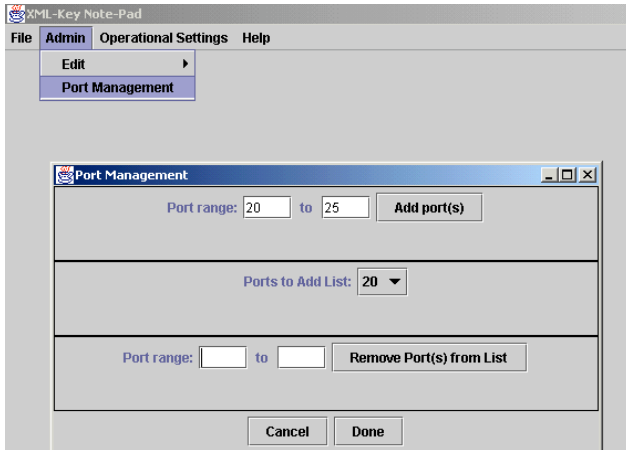 XML-Key Note-Pad
File Admin Operational Settings Help
Edit
Port Management
Port Management
Port range: 20 to 25 Add port(s)
Ports to Add List: 20
Port range: to Remove Port(s) from List
Cancel Done